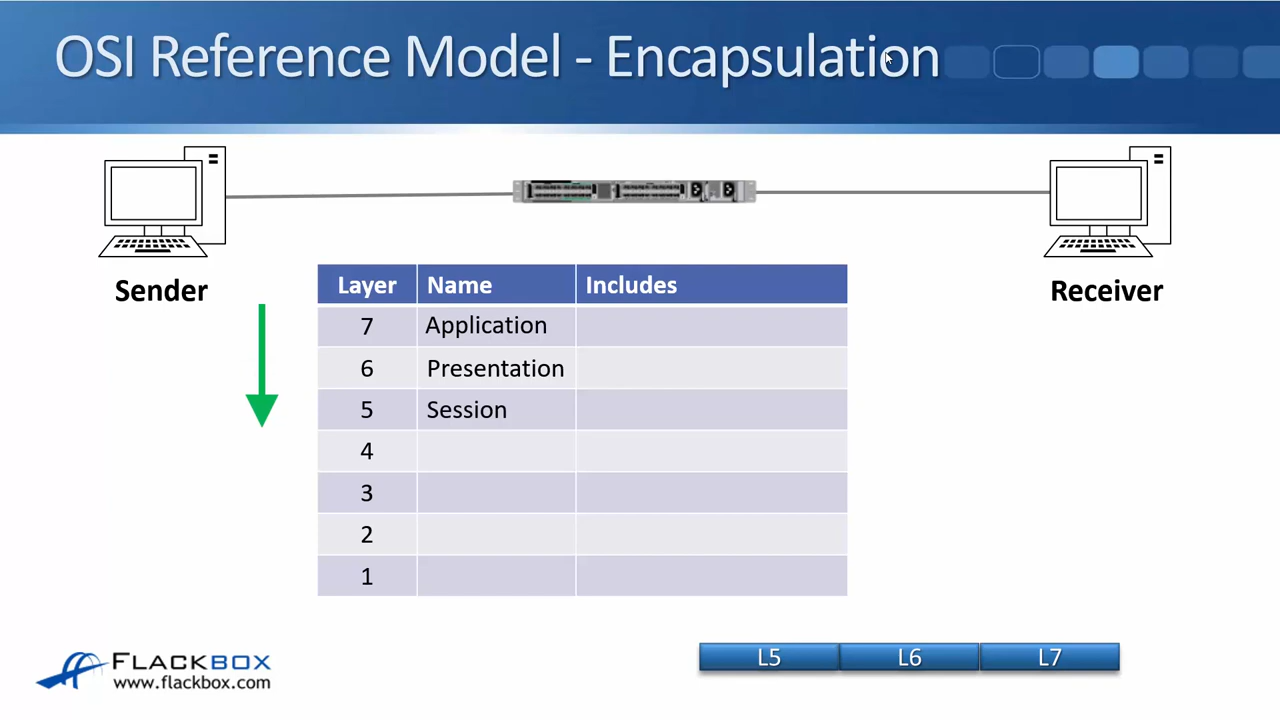 OSI Reference Model - Encapsulation
Sender
Receiver
Layer Name Includes
7 Application
6 Presentation
5 Session
4
3
2
1
FLACKBOX
www.flackbox.com
L5 L6 L7